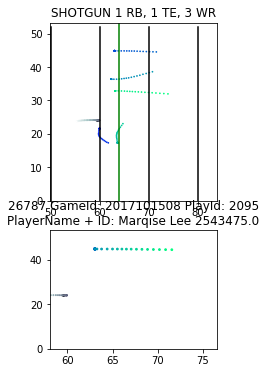 SHOTGUN 1 RB, 1 TE, 3 WR
50
40
30
20
10
0
50 60 70 80
26787 GameId: 2017101508 PlayId: 2095
PlayerName + ID: Marqise Lee 2543475.0
40
20
0
60 65 70 75